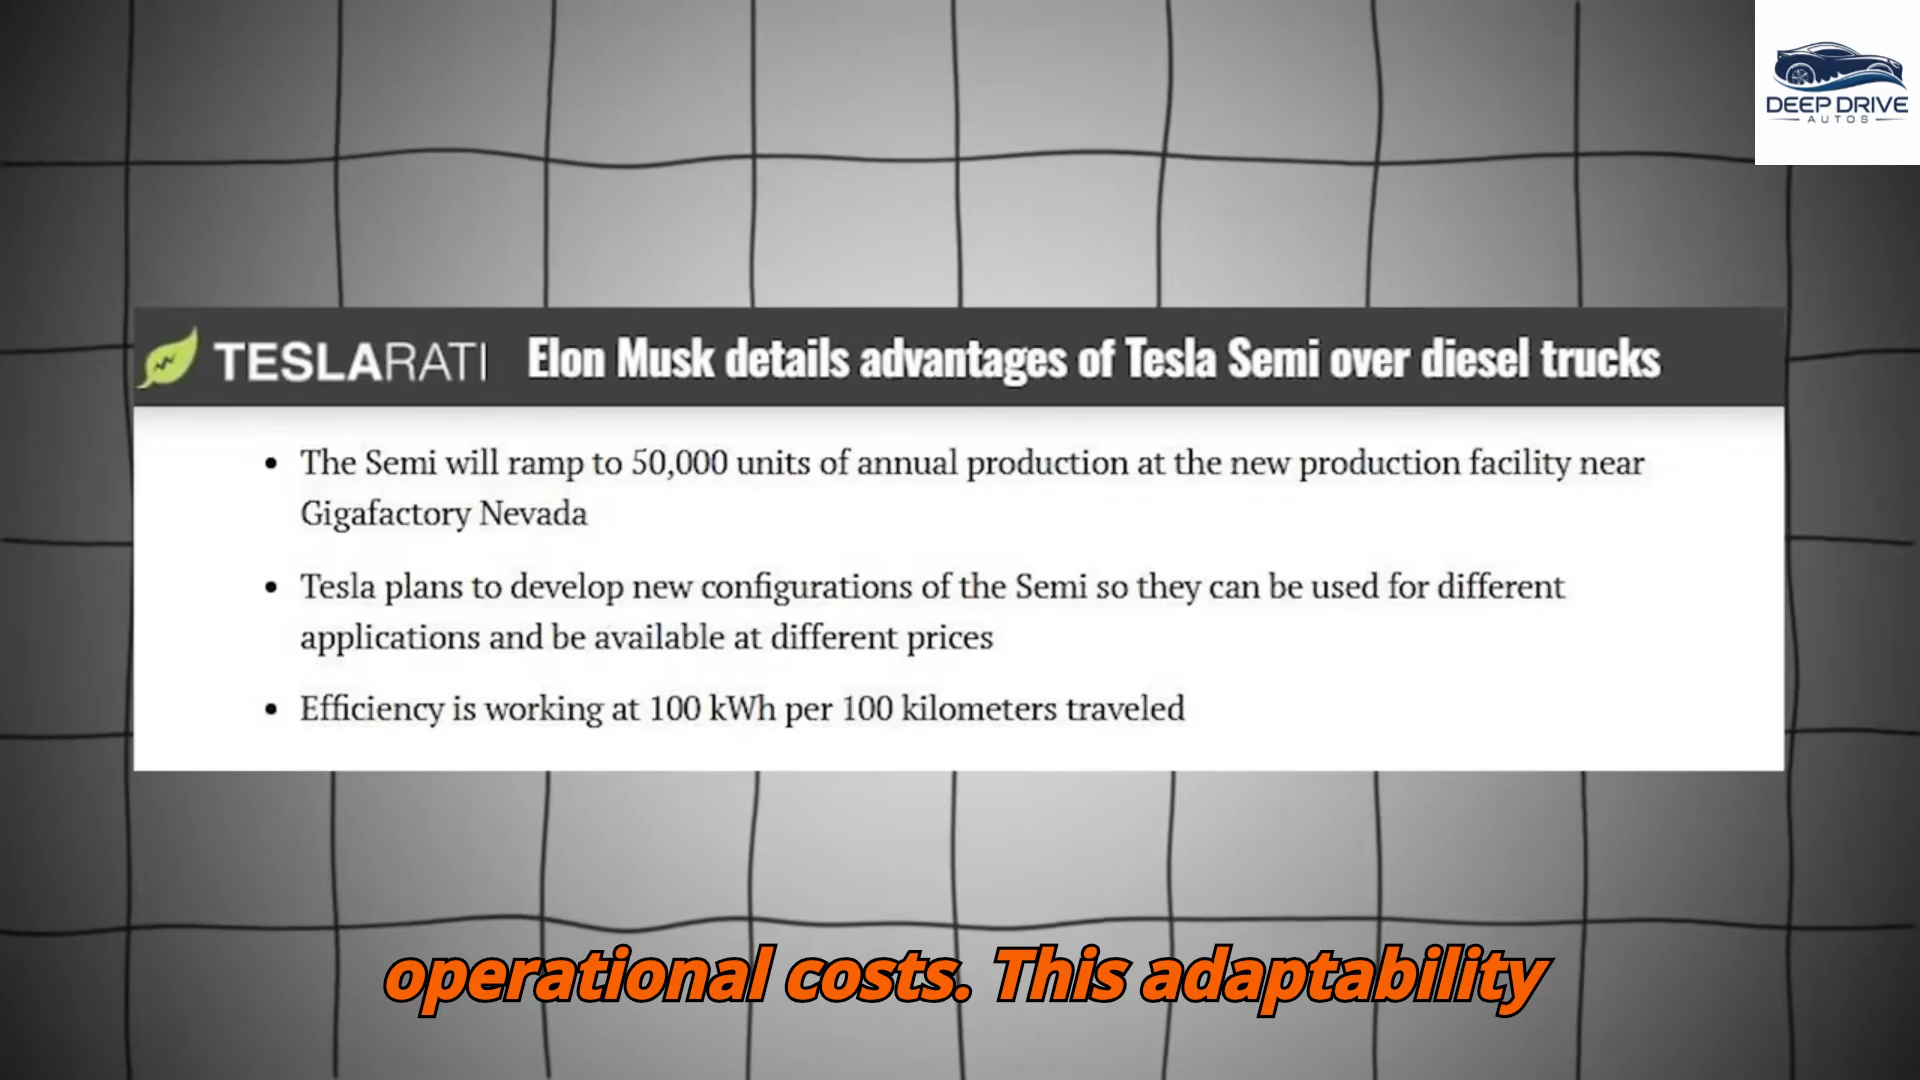 DEEP DRIVE
AUTOS
TESLARATI Elon Musk details advantages of Tesla Semi over diesel trucks
• The Semi will ramp to 50,000 units of annual production at the new production facility near
Gigafactory Nevada
• Tesla plans to develop new configurations of the Semi so they can be used for different
applications and be available at different prices
• Efficiency is working at 100 kWh per 100 kilometers traveled
operational costs. This adaptability